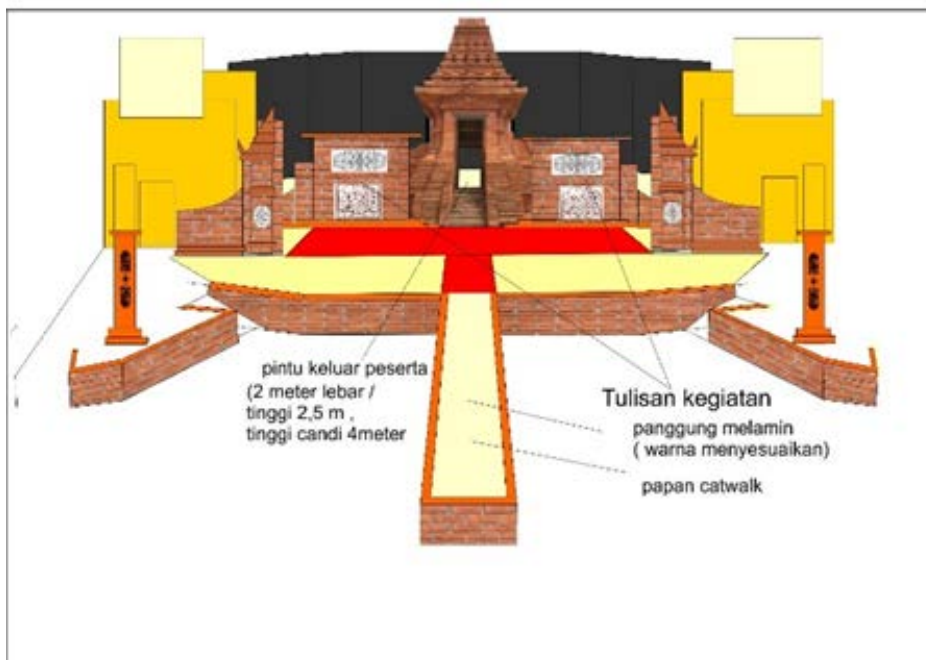 pintu keluar peserta
(2 meter lebar /
tinggi 2,5 m ,
tinggi candi 4meter
Tulisan kegiatan
panggung melamin
( warna menyesuaikan)
papan catwalk